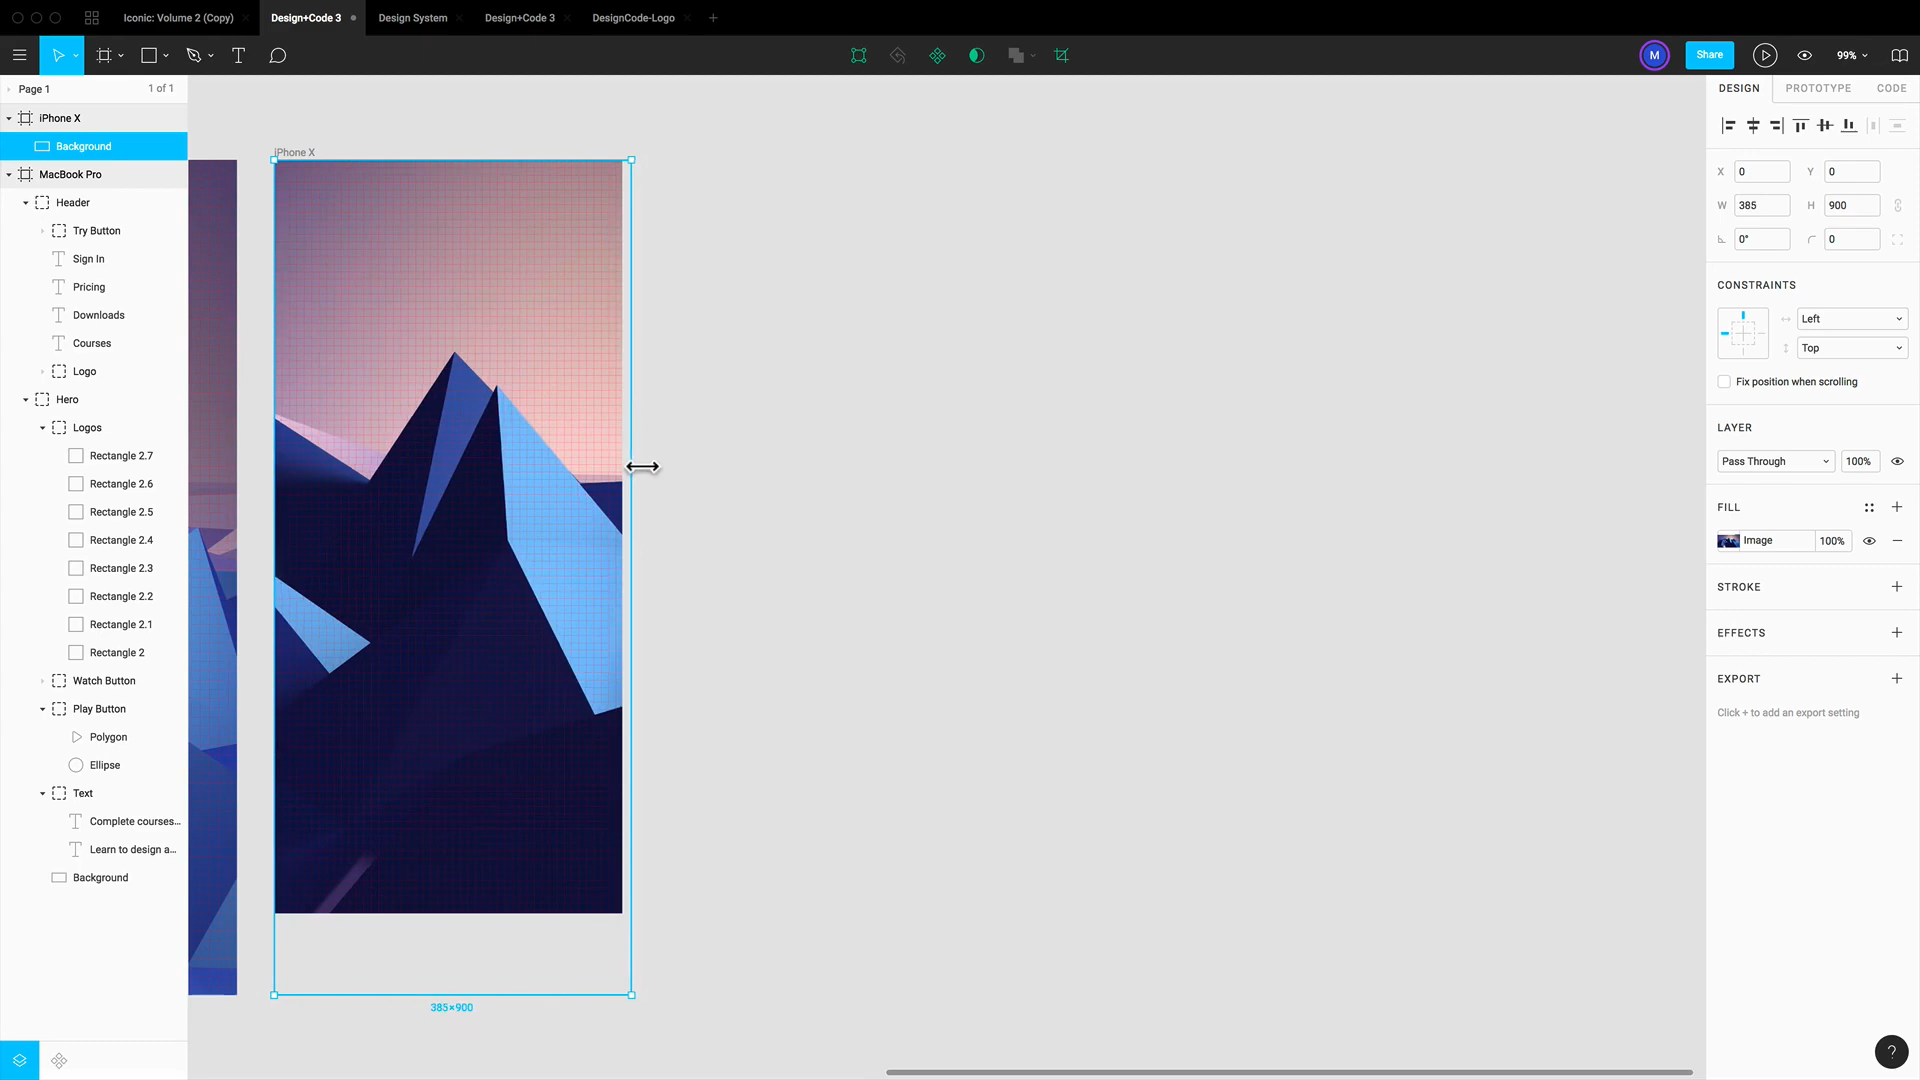 Iconic: Volume 2 (Copy)
Design+Code 3
Design System
Design+Code 3
DesignCode-Logo
M
Share
99%
Page 1
1 of 1
iPhone X
Background
MacBook Pro
Header
Try Button
Sign In
Pricing
Downloads
Courses
Logo
Hero
Logos
Rectangle 2.7
Rectangle 2.6
Rectangle 2.5
Rectangle 2.4
Rectangle 2.3
Rectangle 2.2
Rectangle 2.1
Rectangle 2
Watch Button
Play Button
Polygon
Ellipse
Text
Complete courses...
Learn to design a...
Background
iPhone X
385×900
DESIGN
PROTOTYPE
CODE
X 0 Y 0
W 385 H 900
0° 0
CONSTRAINTS
Left
Top
Fix position when scrolling
LAYER
Pass Through 100%
FILL
Image 100%
STROKE
EFFECTS
EXPORT
Click + to add an export setting
?